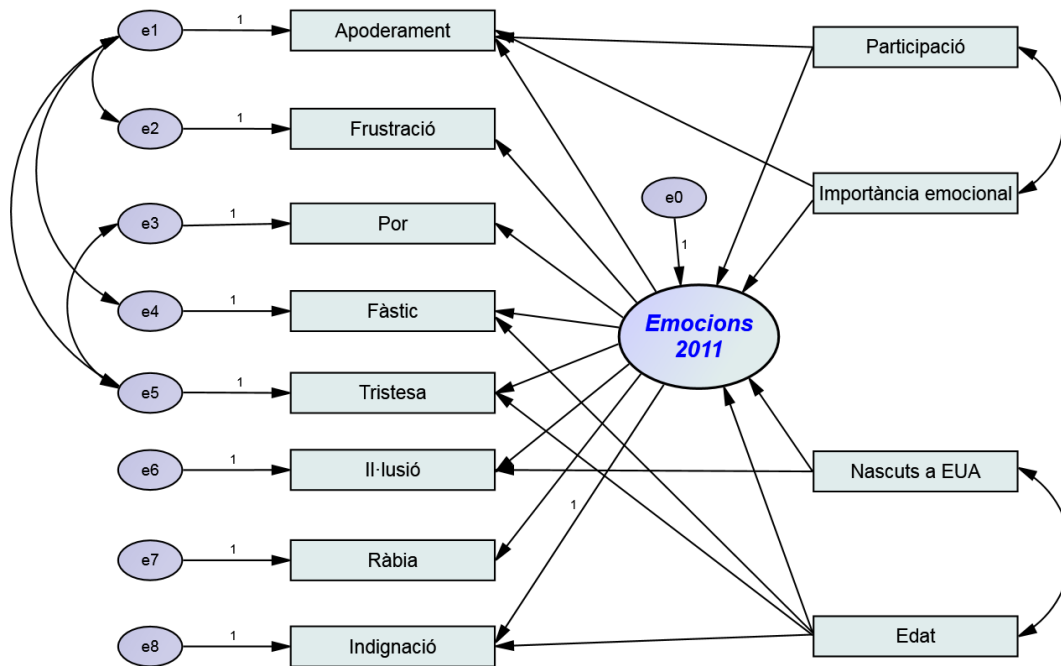 e1
1
Apoderament
Participació
e2
1
Frustració
Importància emocional
e0
1
e3
1
Por
e4
1
Fàstic
Emocions
2011
e5
1
Tristesa
e6
1
Il·lusió
Nascuts a EUA
1
e7
1
Ràbia
e8
1
Indignació
Edat